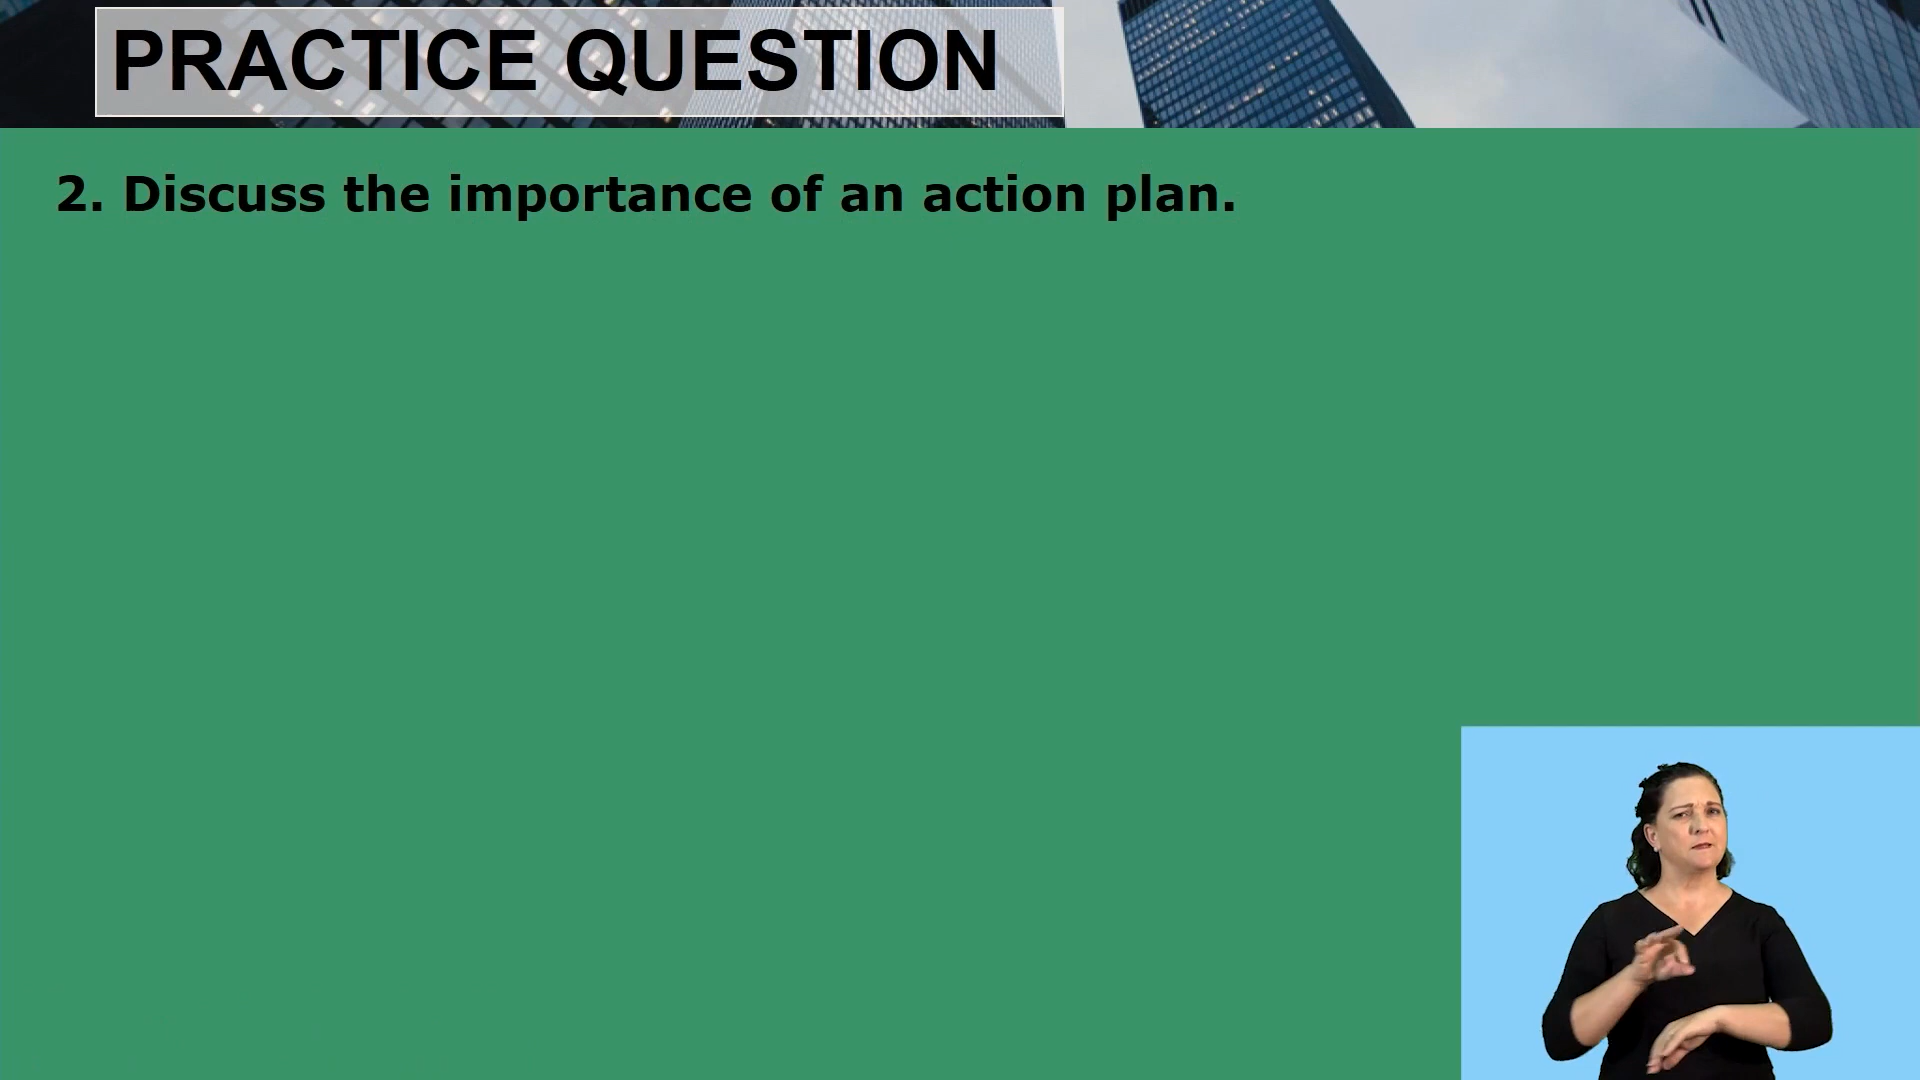 PRACTICE QUESTION
2. Discuss the importance of an action plan.